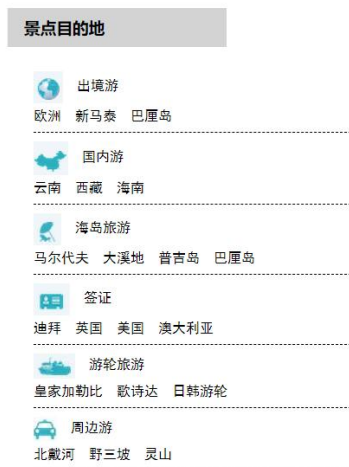 景点目的地
出境游
欧洲 新马泰 巴厘岛
国内游
云南 西藏 海南
海岛旅游
马尔代夫 大溪地 普吉岛 巴厘岛
签证
迪拜 英国 美国 澳大利亚
游轮旅游
皇家加勒比 歌诗达 日韩游轮
周边游
北戴河 野三坡 灵山